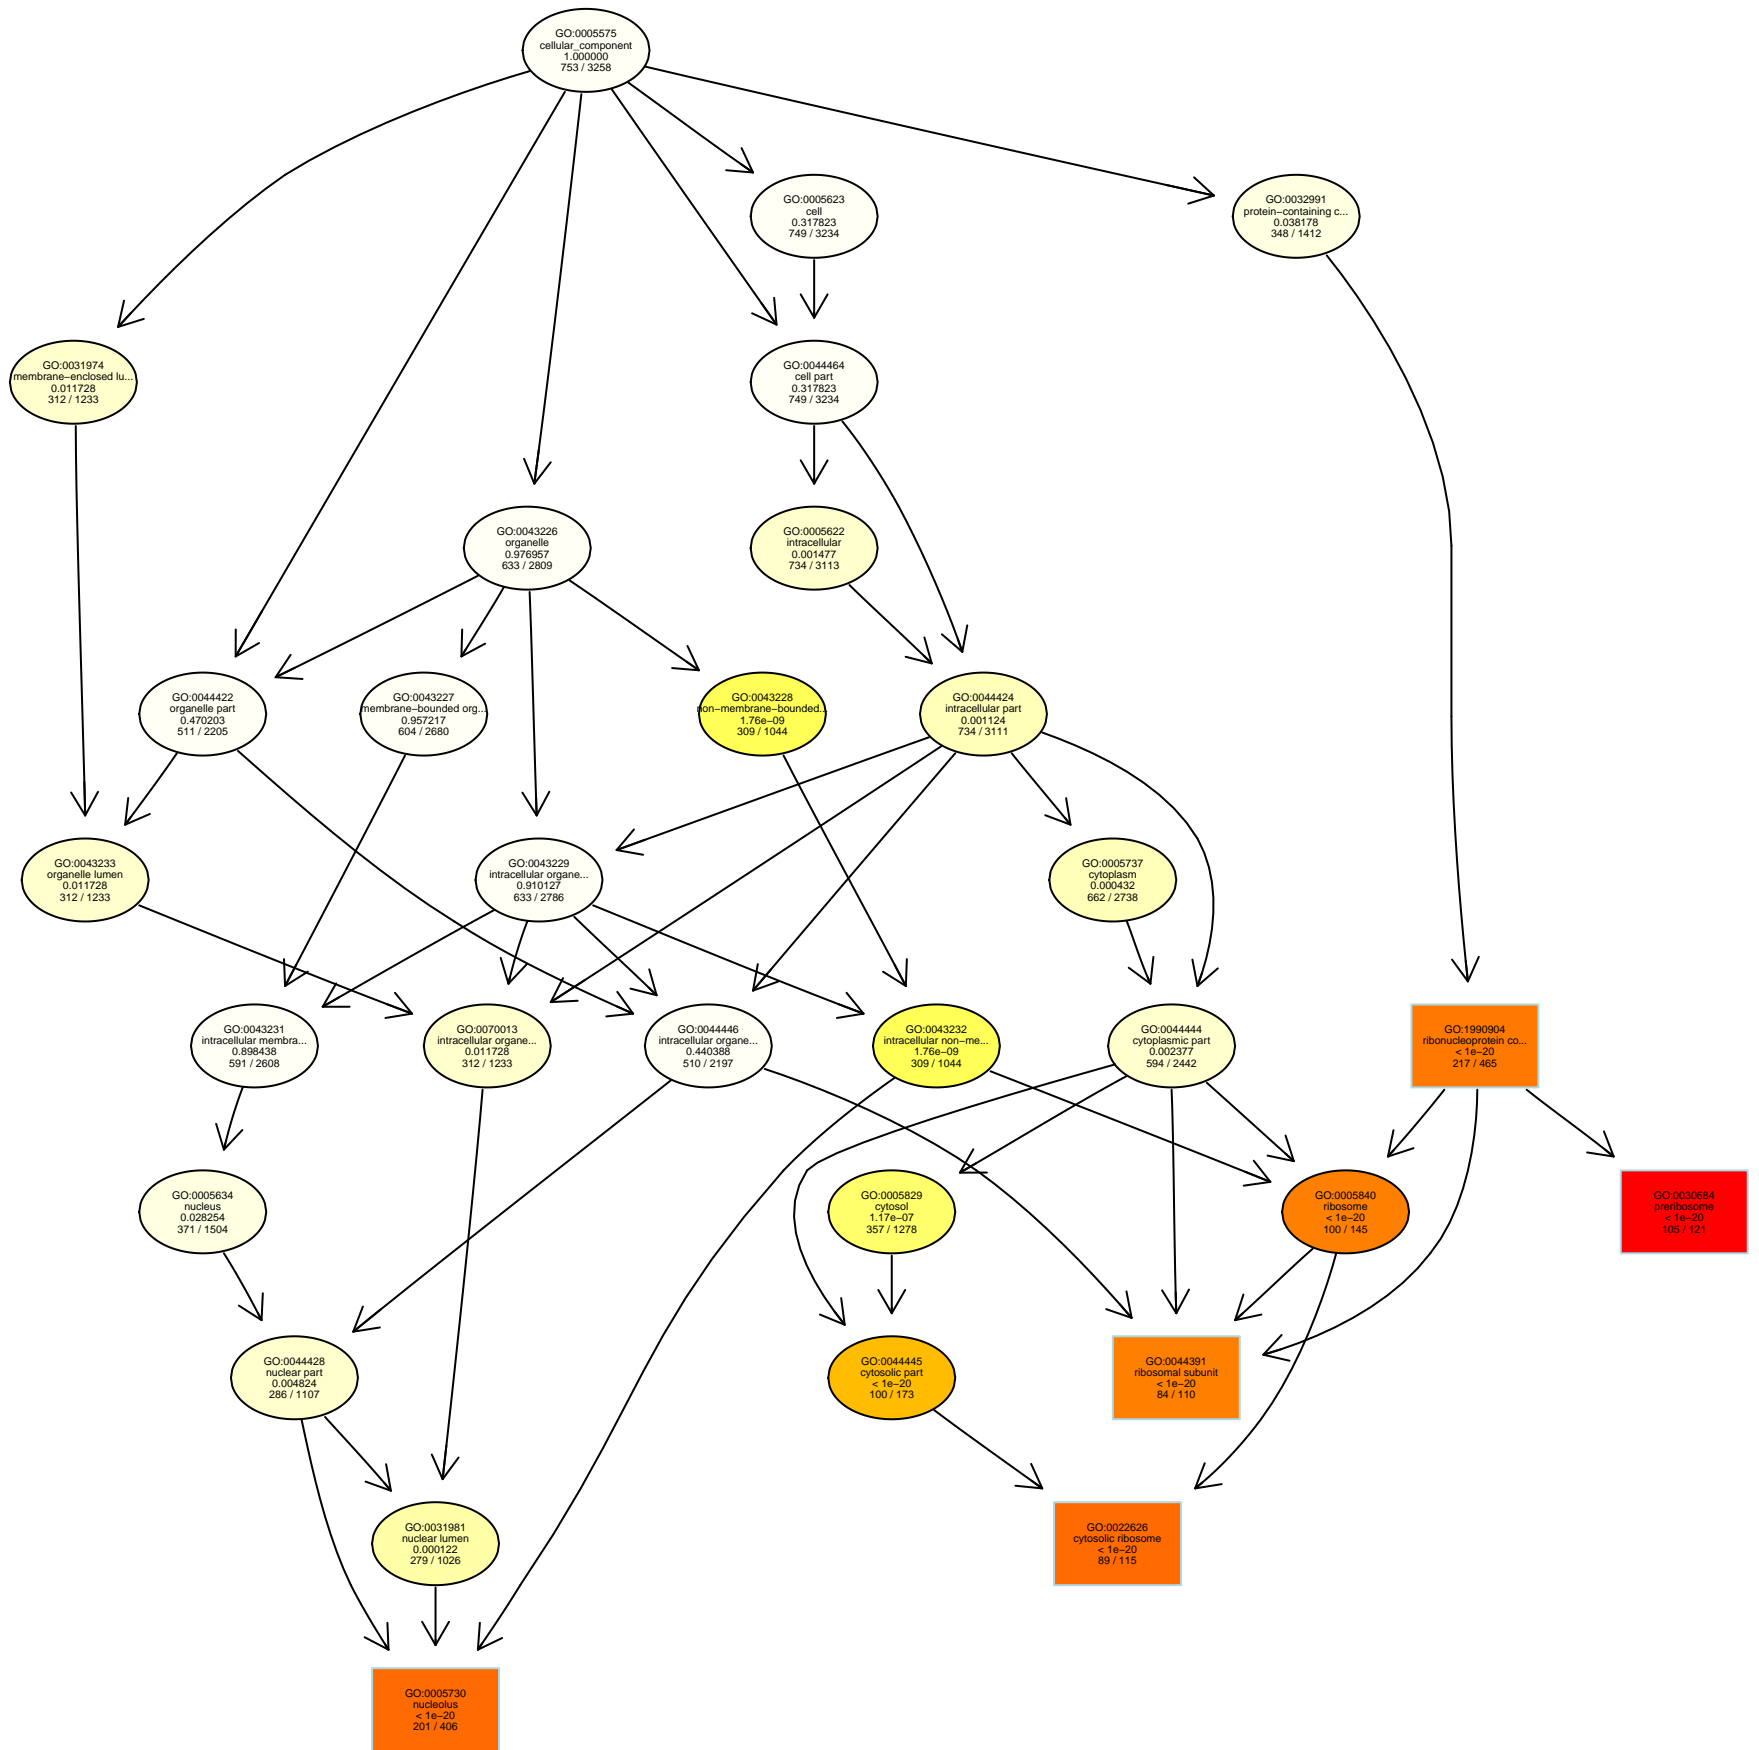 GO:0005575
cellular_component
1.000000
753 / 3258
GO:0005623
cell
0.317823
749 / 3234
GO:0032991
protein−containing c...
0.038178
348 / 1412
GO:0031974
membrane−enclosed lu...
0.011728
312 / 1233
GO:0044464
cell part
0.317823
749 / 3234
GO:0043226
organelle
0.976957
633 / 2809
GO:0005622
intracellular
0.001477
734 / 3113
GO:0044422
organelle part
0.470203
511 / 2205
GO:0043227
membrane−bounded org...
0.957217
604 / 2680
GO:0043228
non−membrane−bounded...
1.76e−09
309 / 1044
GO:0044424
intracellular part
0.001124
734 / 3111
GO:0043233
organelle lumen
0.011728
312 / 1233
GO:0043229
intracellular organe...
0.910127
633 / 2786
GO:0005737
cytoplasm
0.000432
662 / 2738
GO:0043231
intracellular membra...
0.898438
591 / 2608
GO:0070013
intracellular organe...
0.011728
312 / 1233
GO:0044446
intracellular organe...
0.440388
510 / 2197
GO:0043232
intracellular non−me...
1.76e−09
309 / 1044
GO:0044444
cytoplasmic part
0.002377
594 / 2442
GO:1990904
ribonucleoprotein co...
< 1e−20
217 / 465
GO:0005634
nucleus
0.028254
371 / 1504
GO:0005829
cytosol
1.17e−07
357 / 1278
GO:0005840
ribosome
< 1e−20
100 / 145
GO:0030684
preribosome
< 1e−20
105 / 121
GO:0044428
nuclear part
0.004824
286 / 1107
GO:0044445
cytosolic part
< 1e−20
100 / 173
GO:0044391
ribosomal subunit
< 1e−20
84 / 110
GO:0031981
nuclear lumen
0.000122
279 / 1026
GO:0022626
cytosolic ribosome
< 1e−20
89 / 115
GO:0005730
nucleolus
< 1e−20
201 / 406